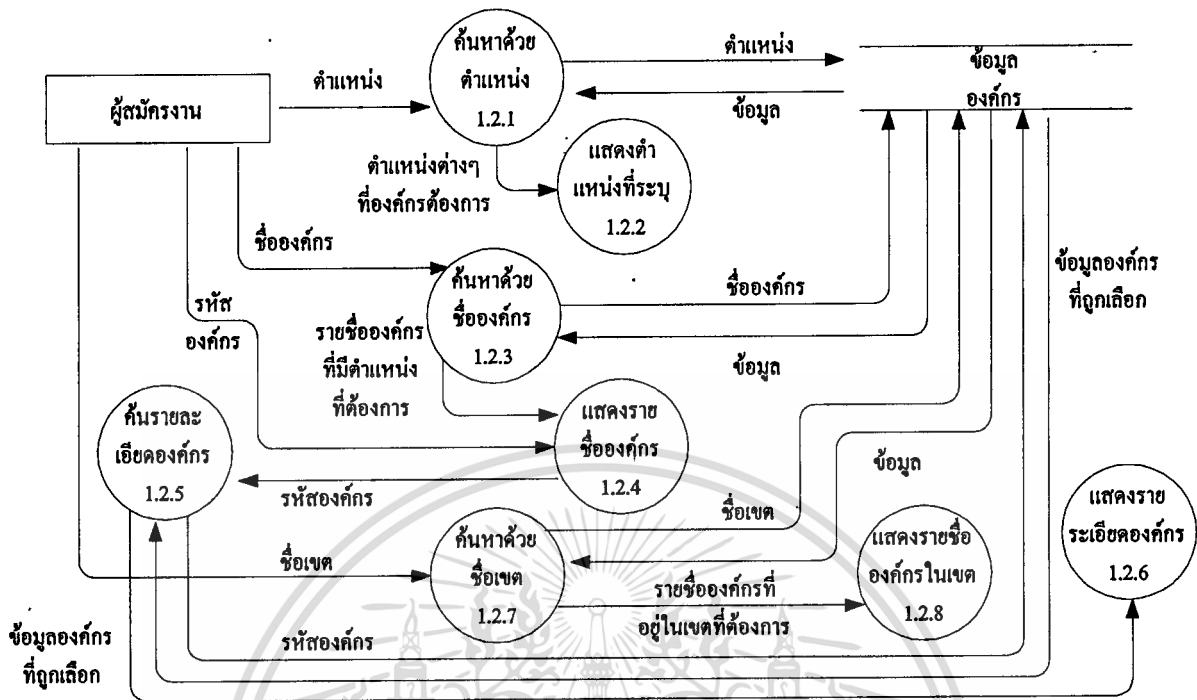 ค้นหาด้วย
ตำแหน่ง
1.2.1
ตำแหน่ง
ข้อมูล
องค์กร
ผู้สมัครงาน
ตำแหน่ง
ข้อมูล
ตำแหน่งต่างๆ
ที่องค์กรต้องการ
แสดงตำ
แหน่งที่ระบุ
1.2.2
ชื่อองค์กร
ค้นหาด้วย
ชื่อองค์กร
1.2.3
ชื่อองค์กร
ข้อมูลองค์กร
ที่ถูกเลือก
รหัส
องค์กร
รายชื่อองค์กร
ที่มีตำแหน่ง
ที่ต้องการ
ข้อมูล
ค้นรายละ
เอียดองค์กร
1.2.5
แสดงราย
ชื่อองค์กร
1.2.4
รหัสองค์กร
ข้อมูล
ชื่อเขต
แสดงราย
ระเอียดองค์กร
1.2.6
ชื่อเขต
ค้นหาด้วย
ชื่อเขต
1.2.7
รายชื่อองค์กรที่
อยู่ในเขตที่ต้องการ
แสดงรายชื่อ
องค์กรในเขต
1.2.8
ข้อมูลองค์กร
ที่ถูกเลือก
รหัสองค์กร